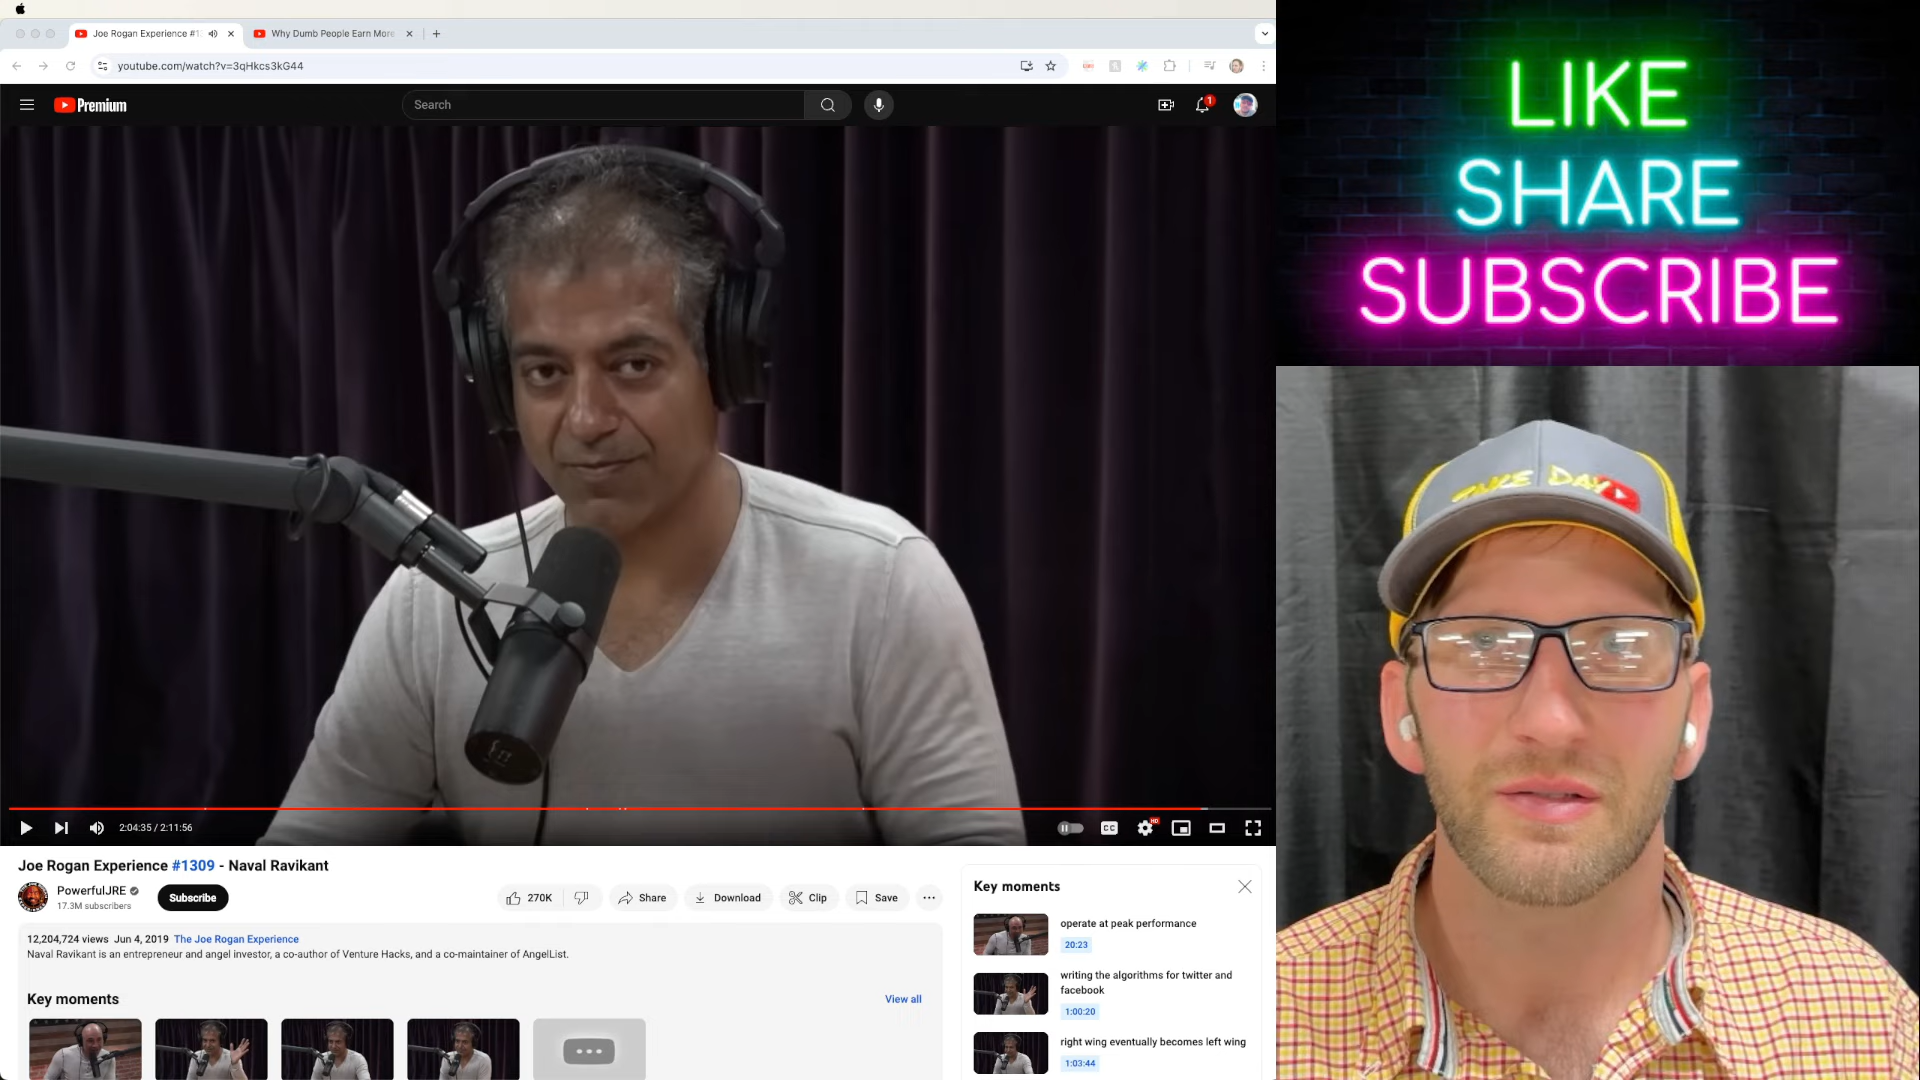 Joe Rogan Experience #1
Why Dumb People Earn More
youtube.com/watch?v=3qHkcs3kG44
Premium
Search
1
LIKE
SHARE
SUBSCRIBE
DAY
2:04:35 / 2:11:56
CC
HD
Joe Rogan Experience #1309 - Naval Ravikant
PowerfulJRE
17.3M subscribers
Subscribe
270K
Share
Download
Clip
Save
12,204,724 views Jun 4, 2019 The Joe Rogan Experience
Naval Ravikant is an entrepreneur and angel investor, a co-author of Venture Hacks, and a co-maintainer of AngelList.
Key moments
View all
Key moments
operate at peak performance
20:23
writing the algorithms for twitter and
facebook
1:00:20
right wing eventually becomes left wing
1:03:44